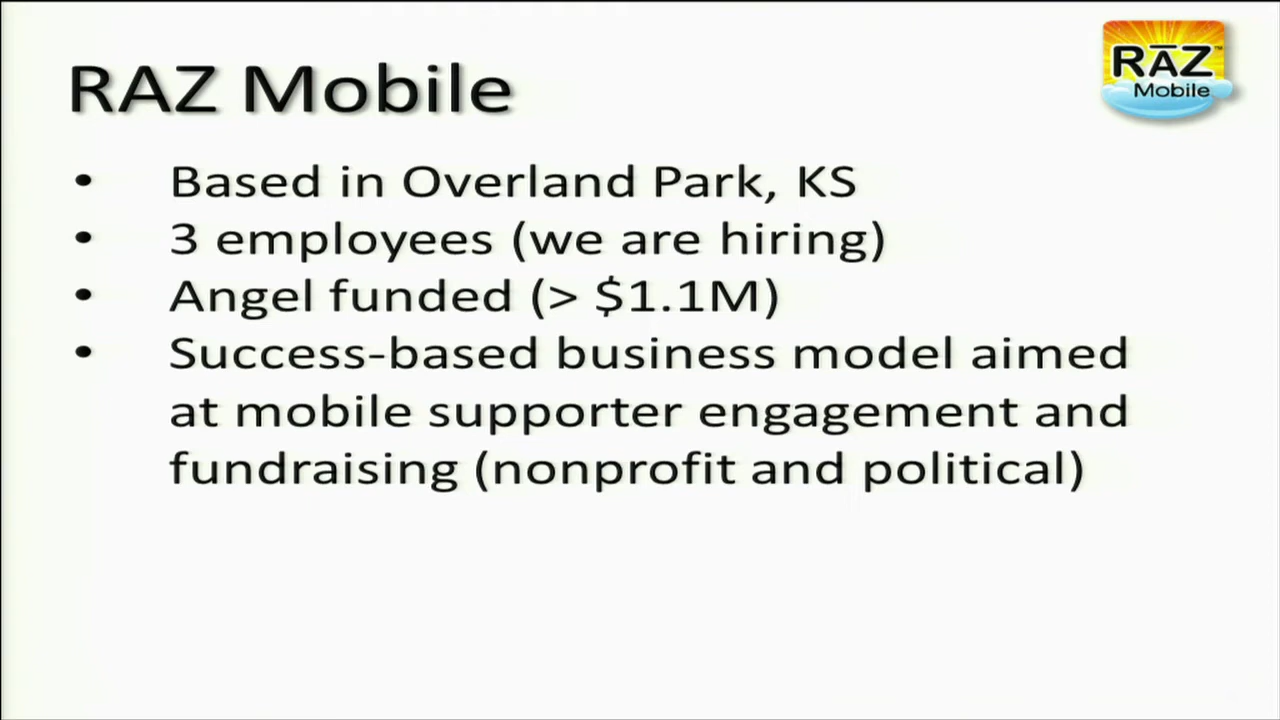 RAZ Mobile
RĀZ™
Mobile
• Based in Overland Park, KS
• 3 employees (we are hiring)
• Angel funded (> $1.1M)
• Success-based business model aimed
at mobile supporter engagement and
fundraising (nonprofit and political)